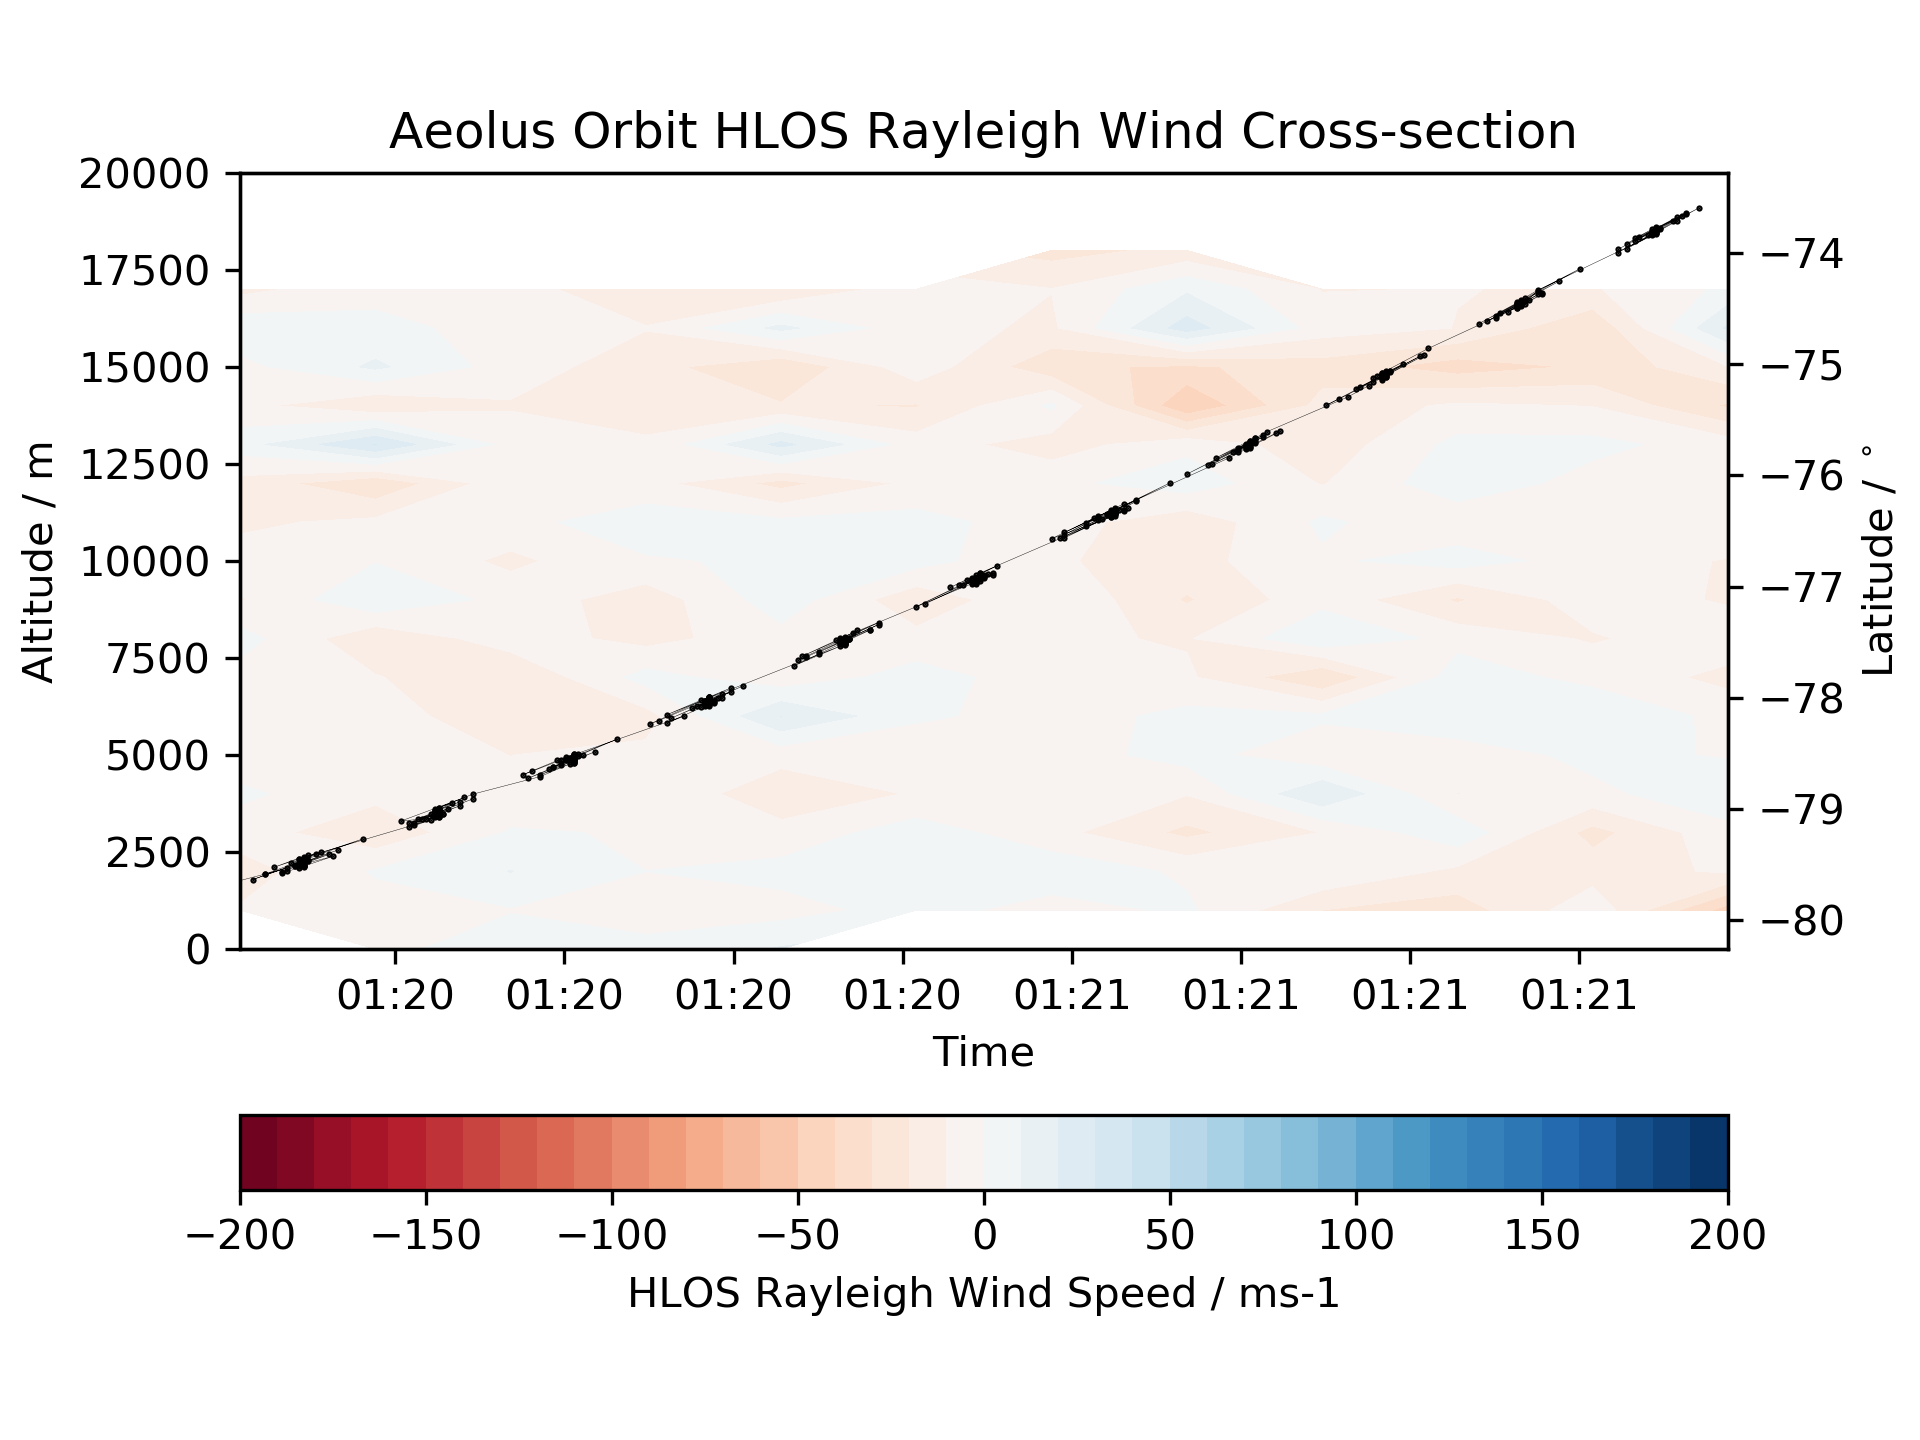 Aeolus Orbit HLOS Rayleigh Wind Cross-section
20000
17500
15000
12500
10000
7500
5000
2500
0
Altitude / m
−74
−75
−76
−77
−78
−79
−80
Latitude / °
01:20 01:20 01:20 01:20 01:21 01:21 01:21 01:21
Time
−200 −150 −100 −50 0 50 100 150 200
HLOS Rayleigh Wind Speed / ms-1